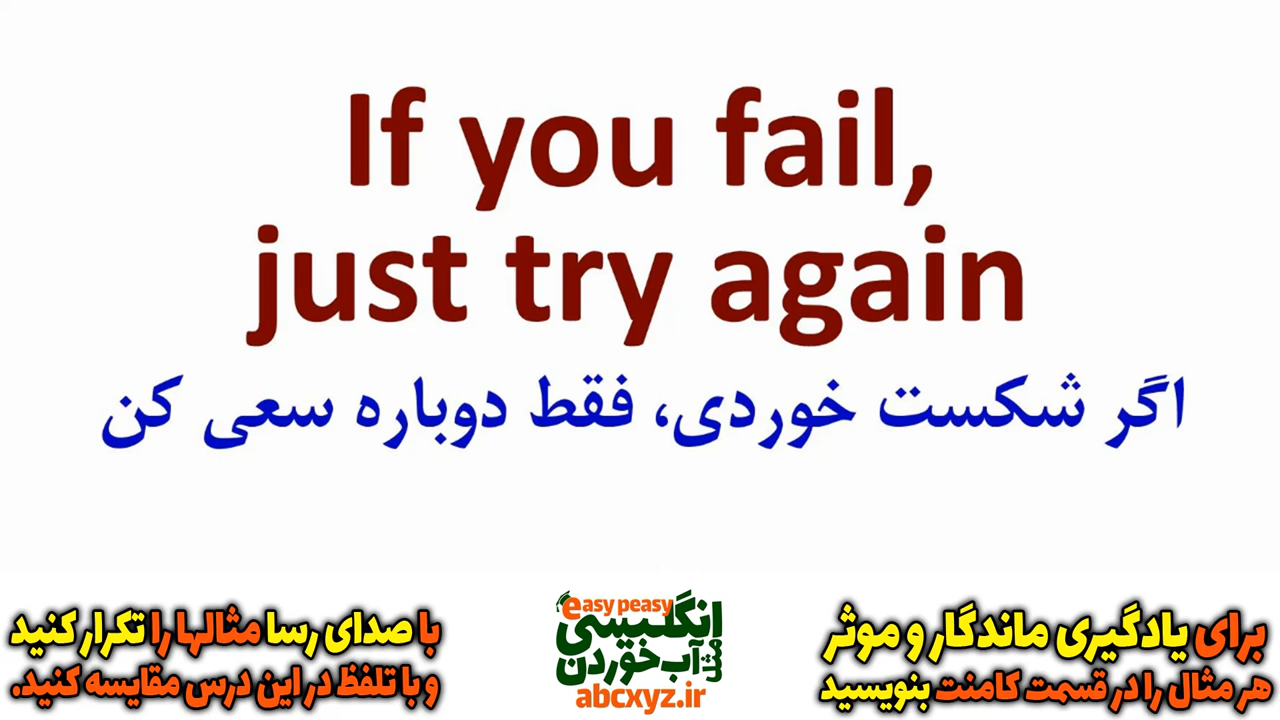 If you fail,
just try again
اگر شکست خوردی، فقط دوباره سعی کن
برای یادگیری ماندگار و موثر
هر مثال را در قسمت کامنت بنویسید
easy peasy
انگلیسی
مثل آب خوردن
abcxyz.ir
با صدای رسا مثالها را تکرار کنید
و با تلفظ در این درس مقایسه کنید.